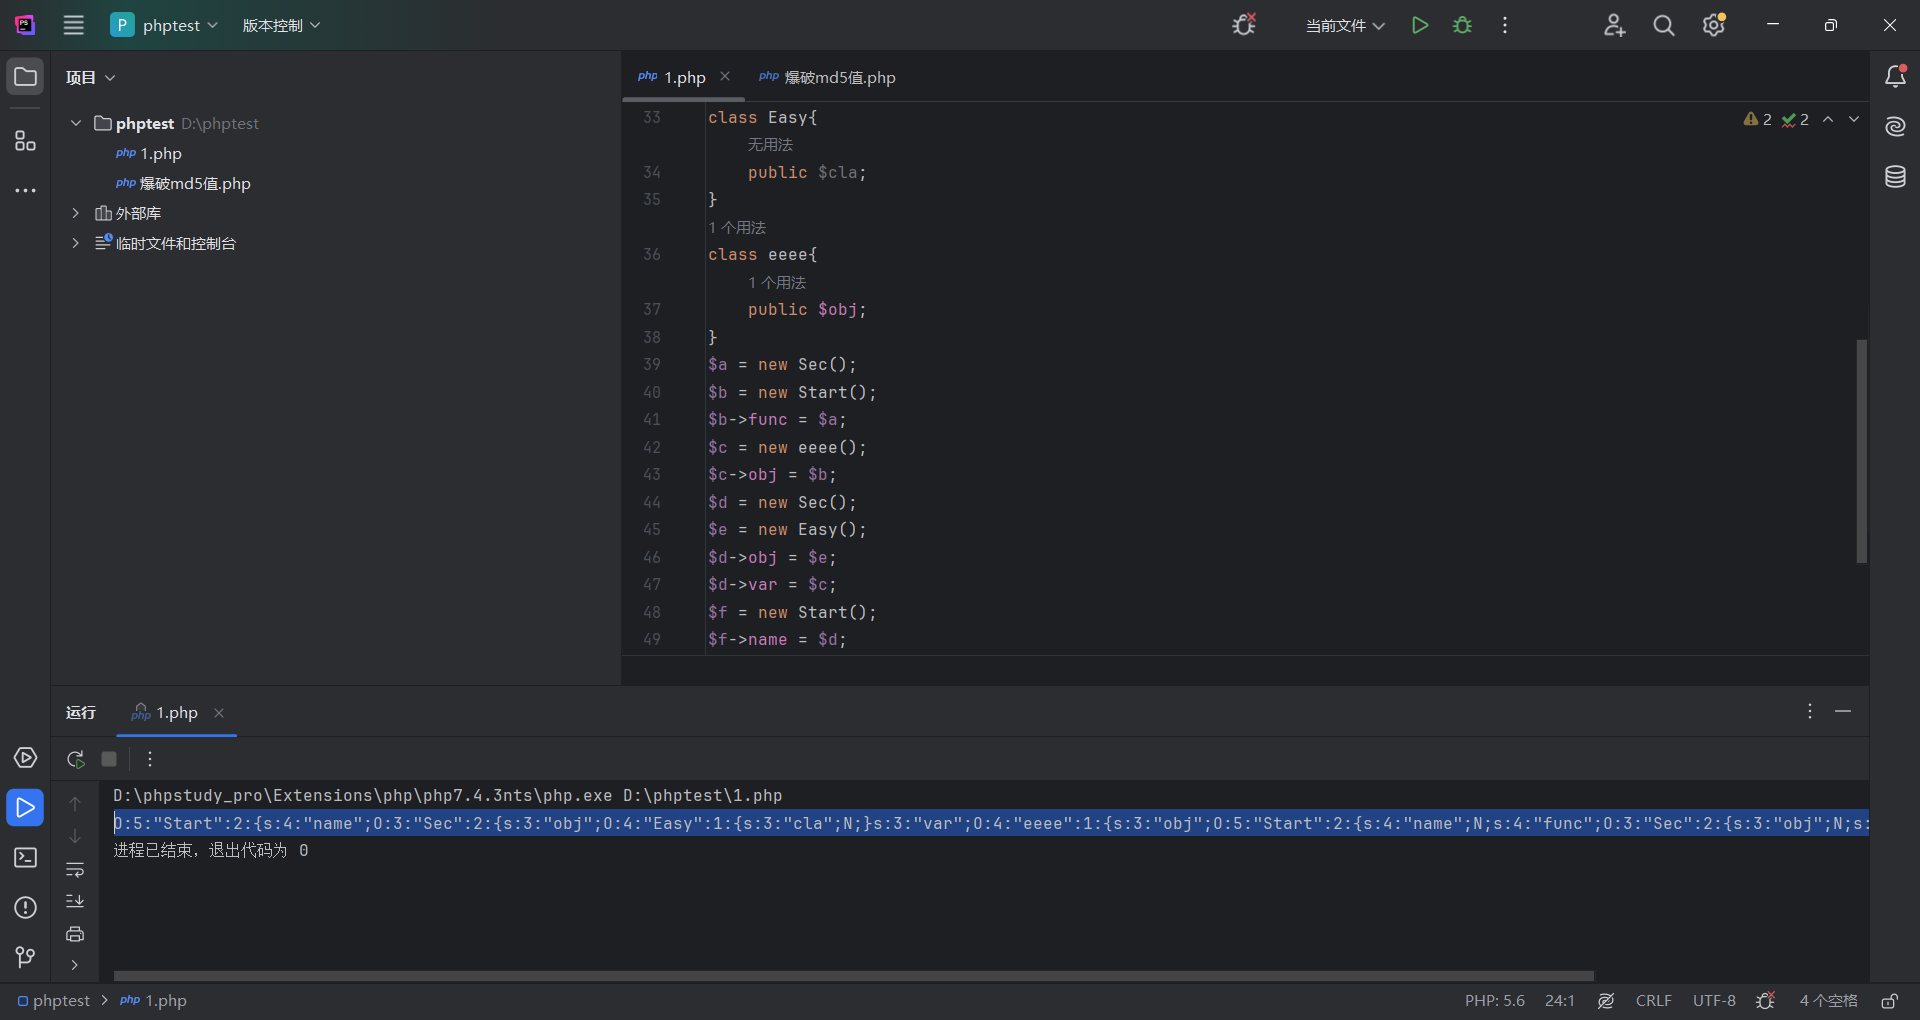 P phptest 版本控制 当前文件
项目
phptest D:\phptest
php 1.php
php 爆破md5值.php
外部库
临时文件和控制台
php 1.php php 爆破md5值.php
2 2
33 class Easy{
无用法
34 public $cla;
35 }
1 个用法
36 class eeee{
1 个用法
37 public $obj;
38 }
39 $a = new Sec();
40 $b = new Start();
41 $b->func = $a;
42 $c = new eeee();
43 $c->obj = $b;
44 $d = new Sec();
45 $e = new Easy();
46 $d->obj = $e;
47 $d->var = $c;
48 $f = new Start();
49 $f->name = $d;
运行 php 1.php
D:\phpstudy_pro\Extensions\php\php7.4.3nts\php.exe D:\phptest\1.php
O:5:"Start":2:{s:4:"name";O:3:"Sec":2:{s:3:"obj";O:4:"Easy":1:{s:3:"cla";N;}s:3:"var";O:4:"eeee":1:{s:3:"obj";O:5:"Start":2:{s:4:"name";N;s:4:"func";O:3:"Sec":2:{s:3:"obj";N;s:
进程已结束，退出代码为 0
phptest php 1.php PHP: 5.6 24:1 CRLF UTF-8 4 个空格